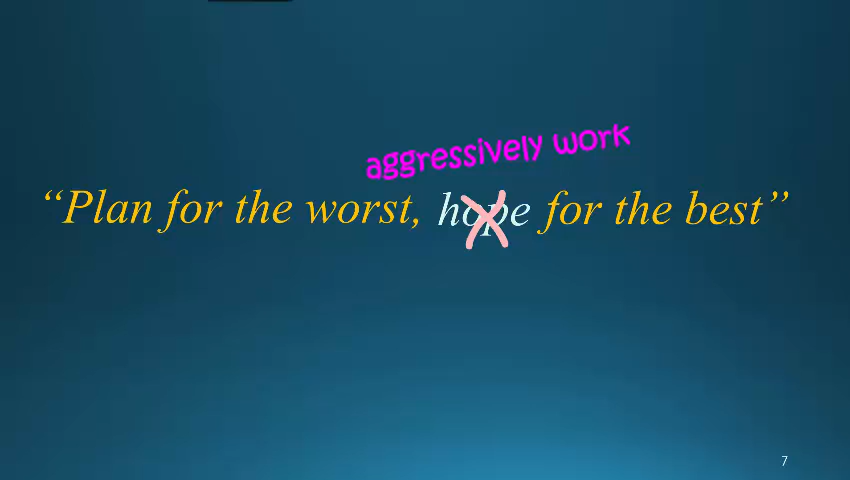 aggressively work
“Plan for the worst, hope for the best”
7